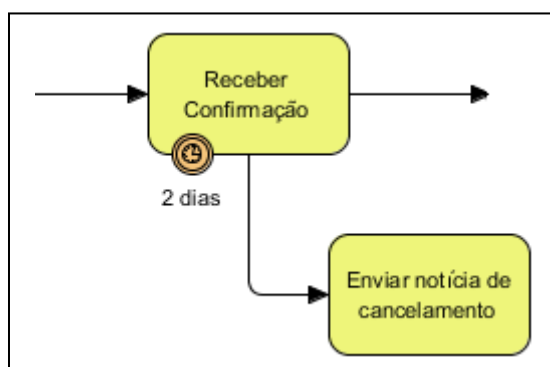 Receber
Confirmação
2 dias
Enviar notícia de
cancelamento